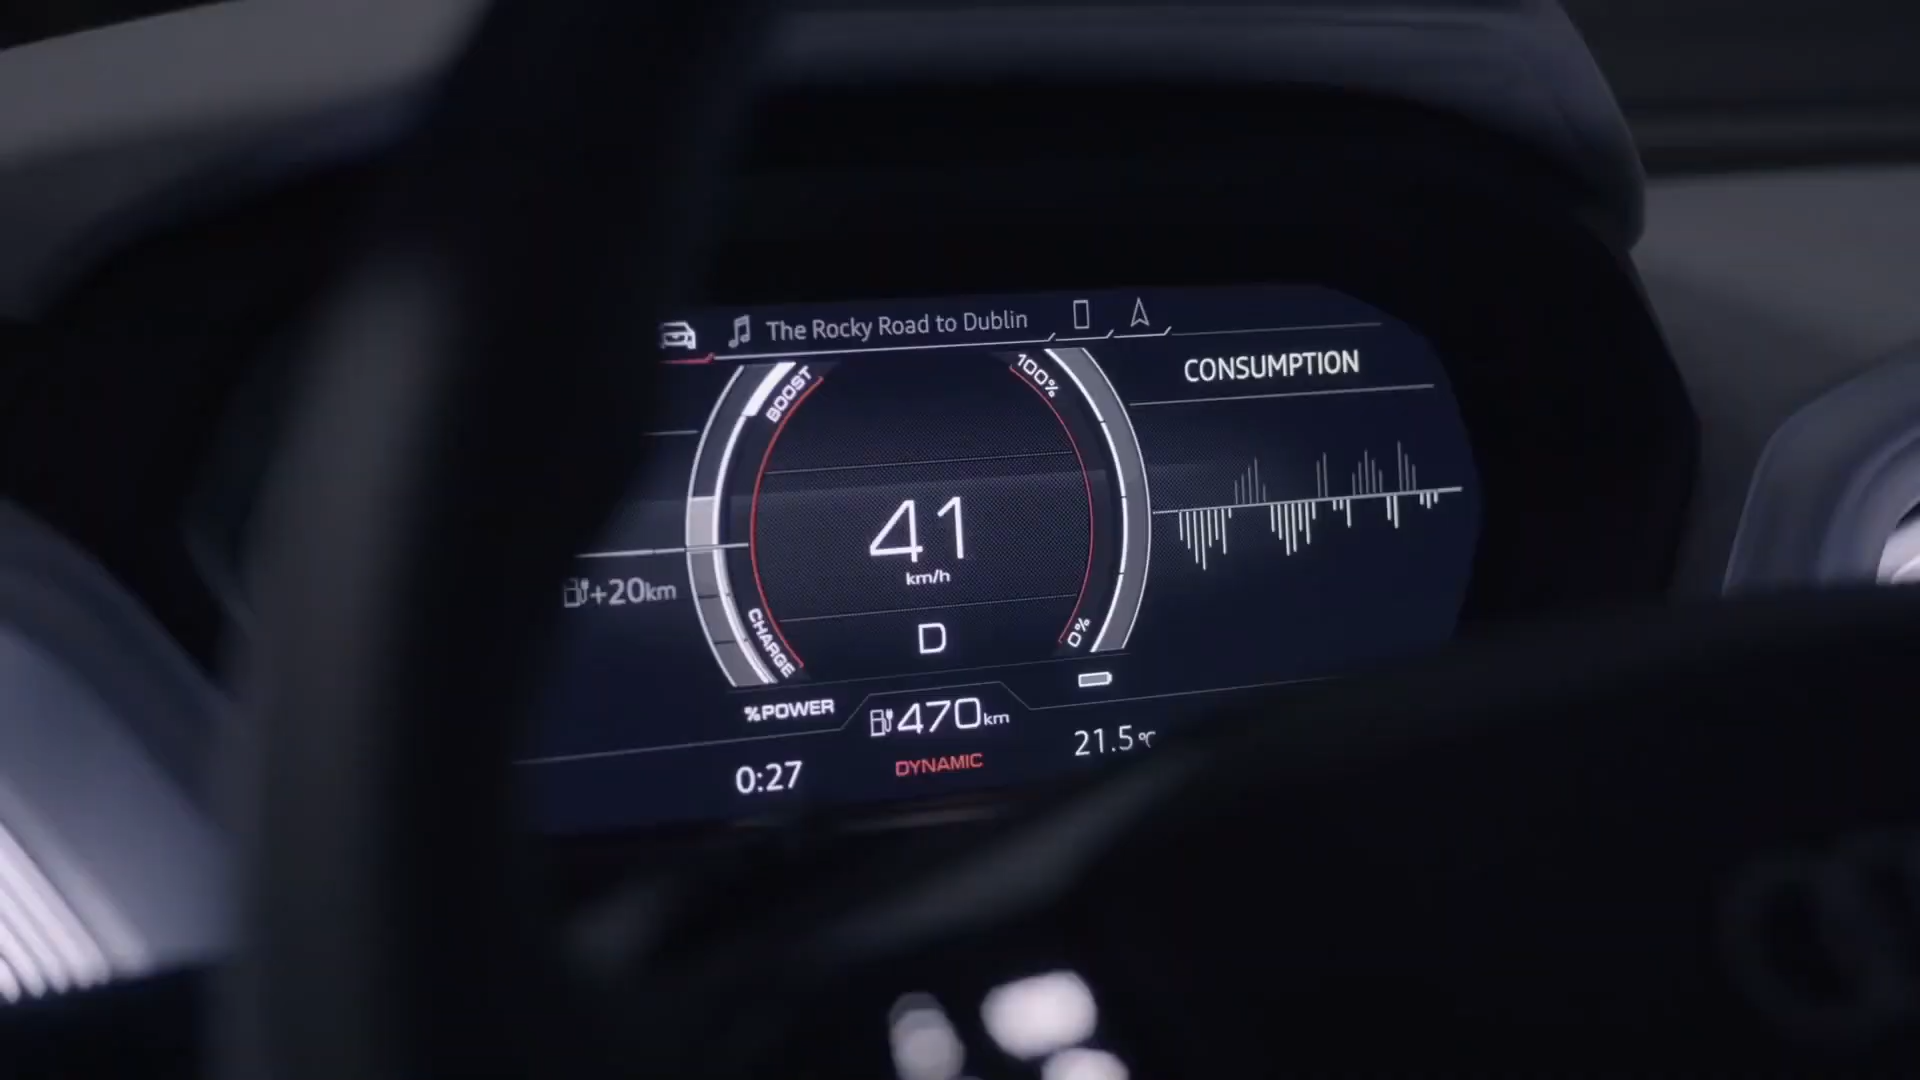 The Rocky Road to Dublin
CONSUMPTION
BOOST
100%
41
km/h
+20km
CHARGE
D
0%
%POWER
470km
0:27
DYNAMIC
21.5°C